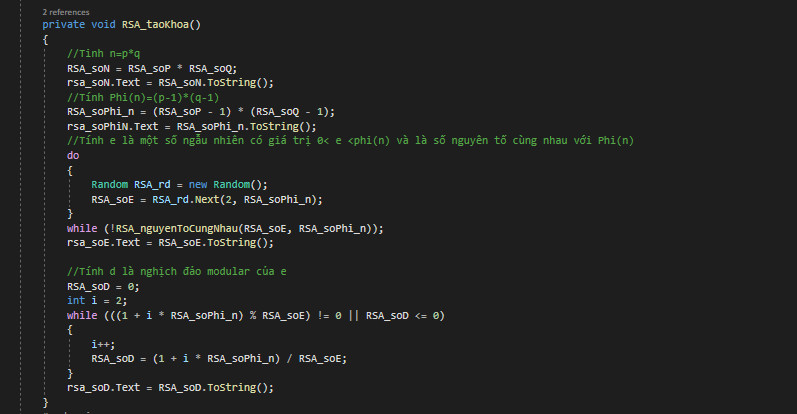 2 references
private void RSA_taoKhoa()
{
//Tính n=p*q
RSA_soN = RSA_soP * RSA_soQ;
rsa_soN.Text = RSA_soN.ToString();
//Tính Phi(n)=(p-1)*(q-1)
RSA_soPhi_n = (RSA_soP - 1) * (RSA_soQ - 1);
rsa_soPhiN.Text = RSA_soPhi_n.ToString();
//Tính e là một số ngẫu nhiên có giá trị 0< e <phi(n) và là số nguyên tố cùng nhau với Phi(n)
do
{
Random RSA_rd = new Random();
RSA_soE = RSA_rd.Next(2, RSA_soPhi_n);
}
while (!RSA_nguyenToCungNhau(RSA_soE, RSA_soPhi_n));
rsa_soE.Text = RSA_soE.ToString();
//Tính d là nghịch đảo modular của e
RSA_soD = 0;
int i = 2;
while (((1 + i * RSA_soPhi_n) % RSA_soE) != 0 || RSA_soD <= 0)
{
i++;
RSA_soD = (1 + i * RSA_soPhi_n) / RSA_soE;
}
rsa_soD.Text = RSA_soD.ToString();
}